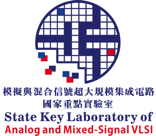 模擬與混合信號超大規模集成電路
國家重點實驗室
State Key Laboratory of
Analog and Mixed-Signal VLSI